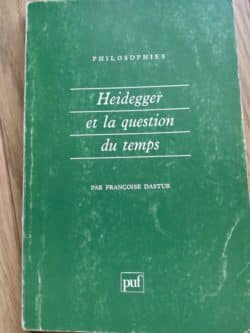 PHILOSOPHIES
Heidegger
et la question
du temps
PAR FRANÇOISE DASTUR
puf